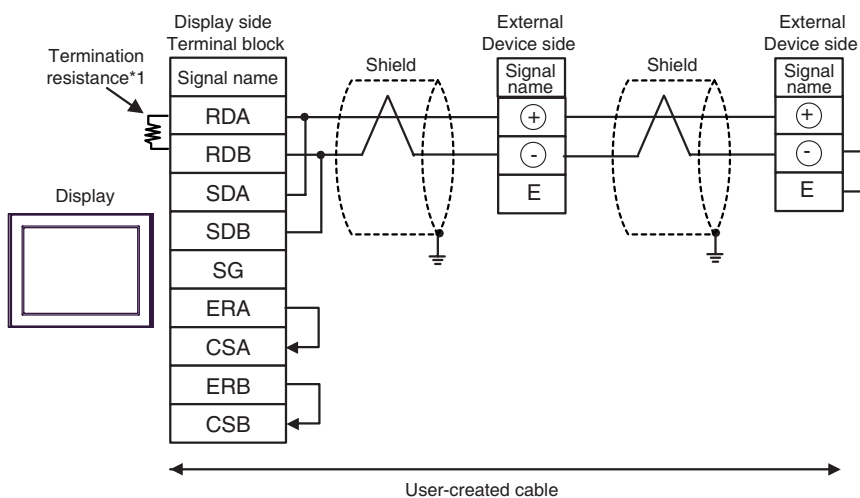 Display side
Terminal block
External
Device side
External
Device side
Termination
resistance*1
Shield
Shield
Signal name
Signal
name
Signal
name
RDA
+
+
RDB
-
-
SDA
E
E
Display
SDB
SG
ERA
CSA
ERB
CSB
User-created cable